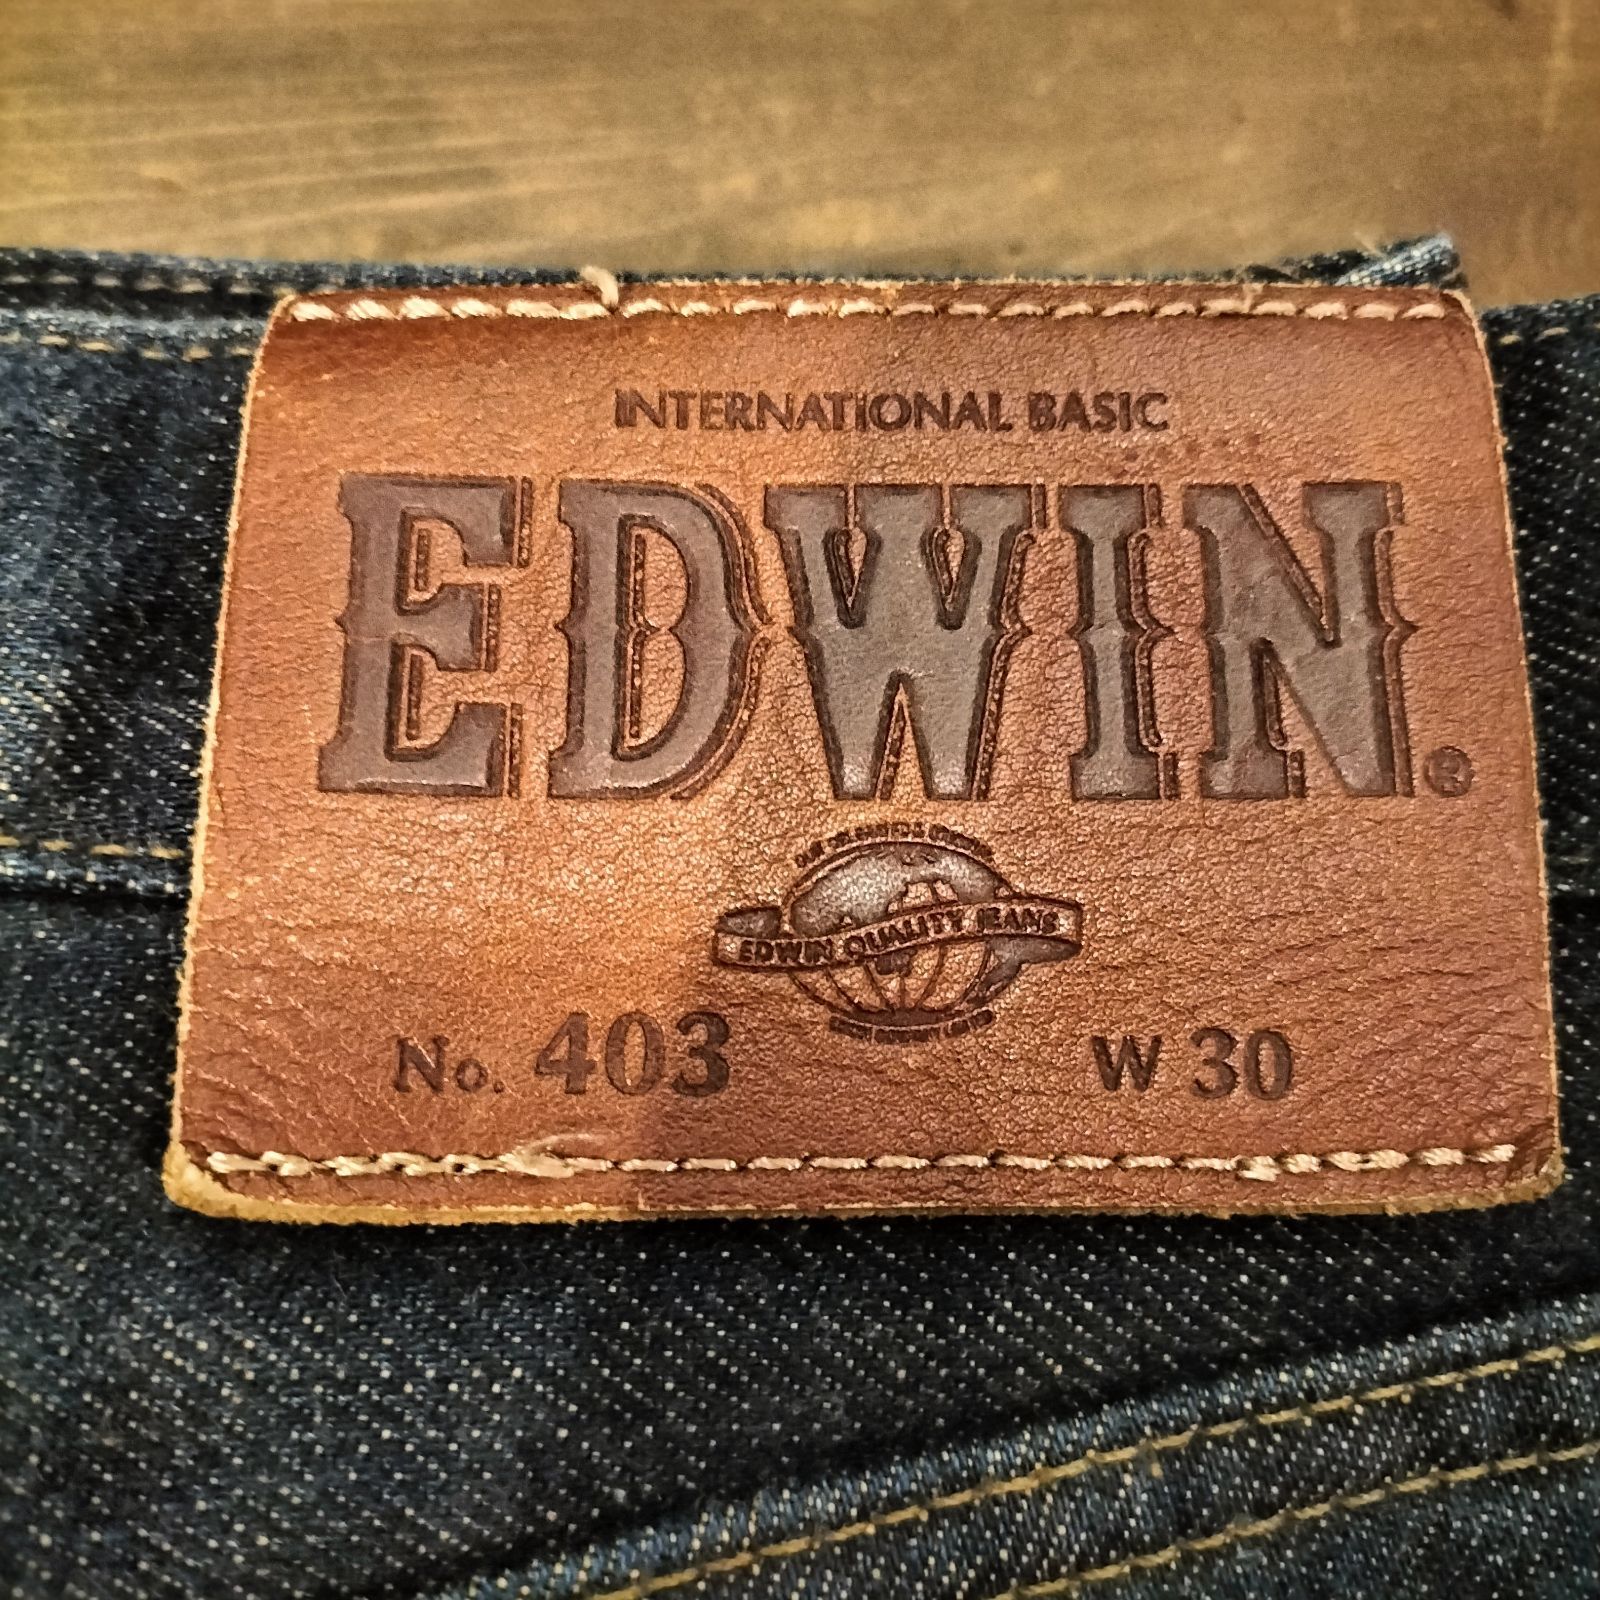 INTERNATIONAL BASIC
EDWIN®
EDWIN QUALITY JEANS
No. 403 W 30